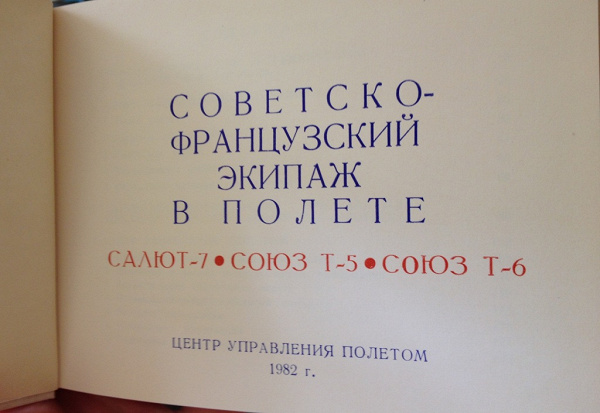 СОВЕТСКО-
ФРАНЦУЗСКИЙ
ЭКИПАЖ
В ПОЛЕТЕ
САЛЮТ-7 • СОЮЗ Т-5 • СОЮЗ Т-6
ЦЕНТР УПРАВЛЕНИЯ ПОЛЕТОМ
1982 г.